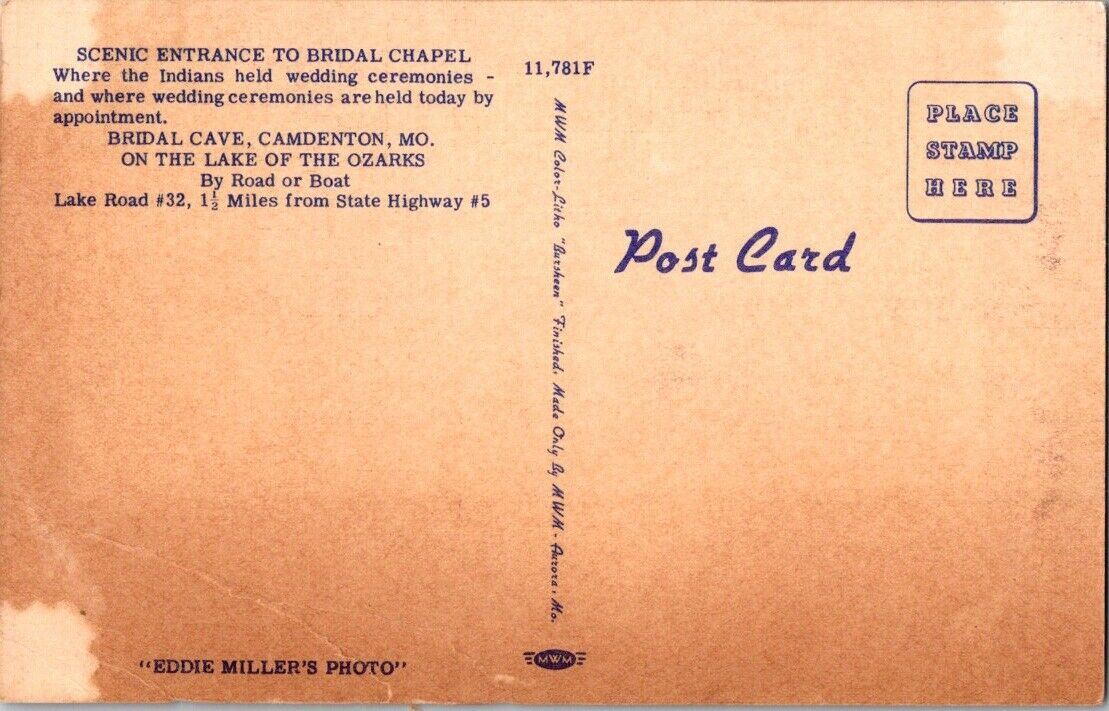 SCENIC ENTRANCE TO BRIDAL CHAPEL
Where the Indians held wedding ceremonies -
and where wedding ceremonies are held today by
appointment.
BRIDAL CAVE, CAMDENTON, MO.
ON THE LAKE OF THE OZARKS
By Road or Boat
Lake Road #32, 1½ Miles from State Highway #5
"EDDIE MILLER'S PHOTO"
11,781F
MWM Color-Litho "Bursheen" Finished. Made Only By MWM - Aurora, Mo.
MWM
Post Card
PLACE
STAMP
HERE